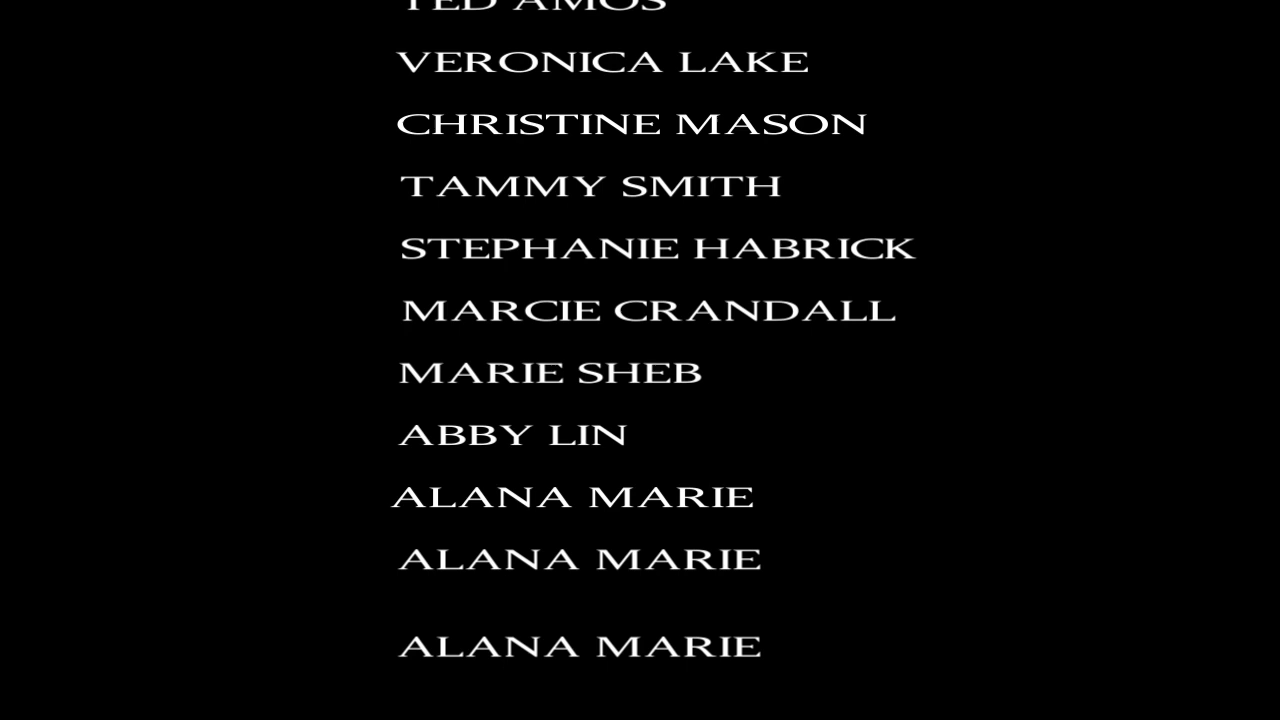 TED AMOS
VERONICA LAKE
CHRISTINE MASON
TAMMY SMITH
STEPHANIE HABRICK
MARCIE CRANDALL
MARIE SHEB
ABBY LIN
ALANA MARIE
ALANA MARIE
ALANA MARIE